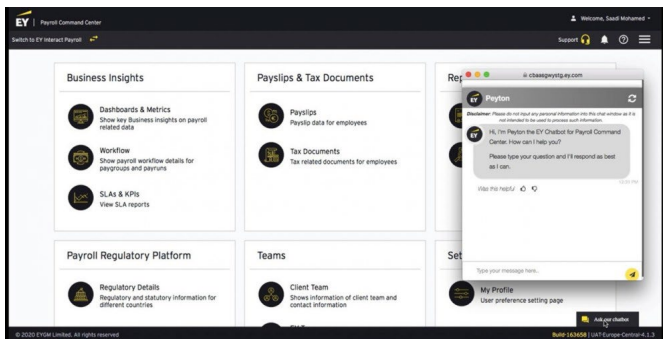 EY
Payroll Command Center
Welcome, Saadi Mohamed
Switch to EY Interact Payroll
Support
Business Insights
Dashboards & Metrics
Show key Business insights on payroll
related data
Workflow
Show payroll workflow details for
paygroups and payruns
SLAs & KPIs
View SLA reports
Payslips & Tax Documents
Payslips
Payslip data for employees
Tax Documents
Tax related documents for employees
Rep
cbaasgwystg.ey.com
EY
Peyton
Disclaimer: Please do not input any personal information into this chat window as it is
not intended to be used to process such information.
EY
Hi, I'm Peyton the EY Chatbot for Payroll Command
Center. How can I help you?
Please type your question and I'll respond as best
as I can.
Was this helpful
Type your message here..
Payroll Regulatory Platform
Regulatory Details
Regulatory and statutory information for
different countries
Teams
Client Team
Shows information of client team and
contact information
Set
My Profile
User preference setting page
Ask our chatbot
© 2020 EYGM Limited. All rights reserved
Build-163658 | UAT-Europe-Central-4.1.3